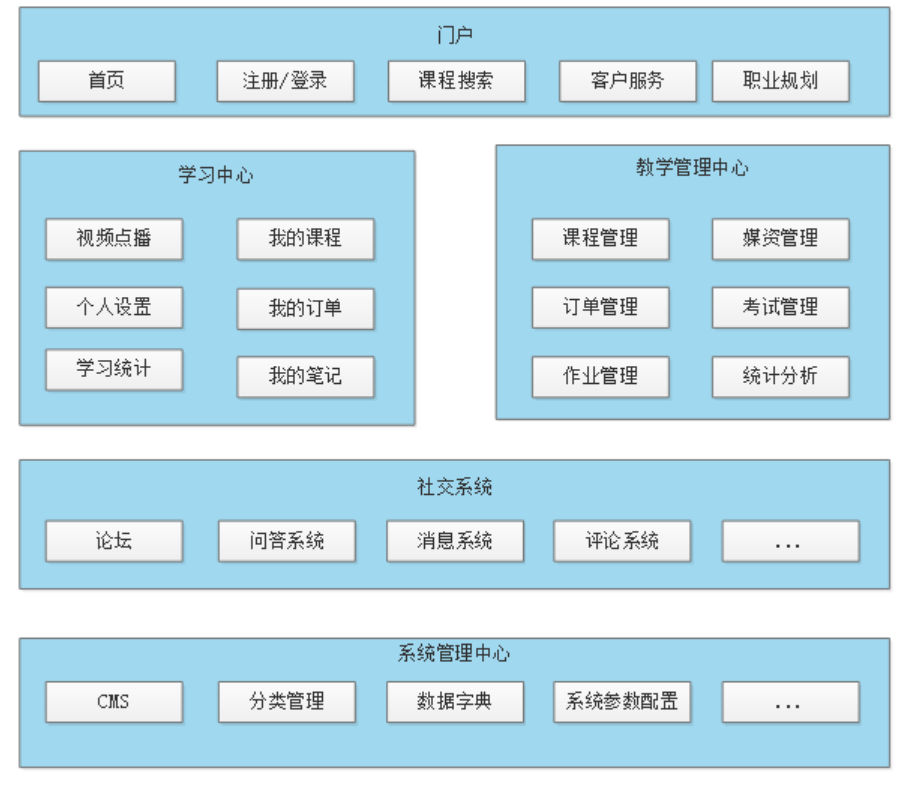 门户
首页
注册/登录
课程搜索
客户服务
职业规划
学习中心
视频点播
我的课程
个人设置
我的订单
学习统计
我的笔记
教学管理中心
课程管理
媒资管理
订单管理
考试管理
作业管理
统计分析
社交系统
论坛
问答系统
消息系统
评论系统
...
系统管理中心
CMS
分类管理
数据字典
系统参数配置
...